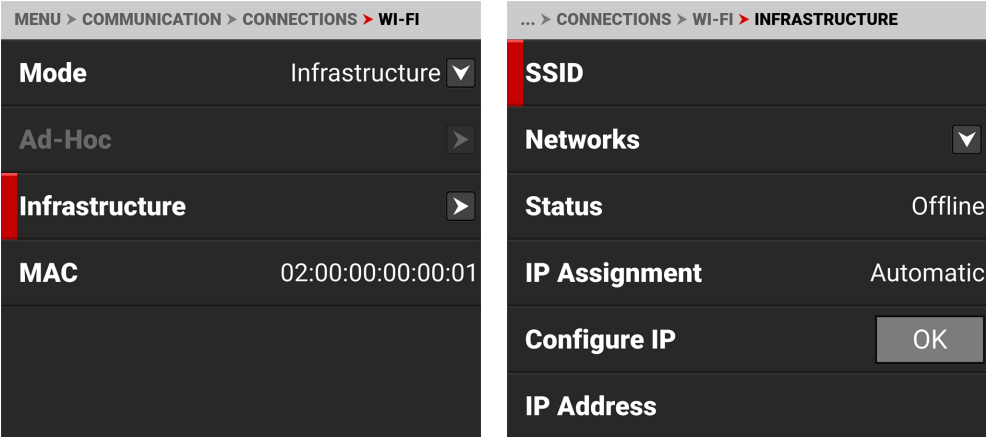 MENU > COMMUNICATION > CONNECTIONS > WI-FI
Mode Infrastructure
Ad-Hoc
Infrastructure
MAC 02:00:00:00:00:01
... > CONNECTIONS > WI-FI > INFRASTRUCTURE
SSID
Networks
Status Offline
IP Assignment Automatic
Configure IP OK
IP Address